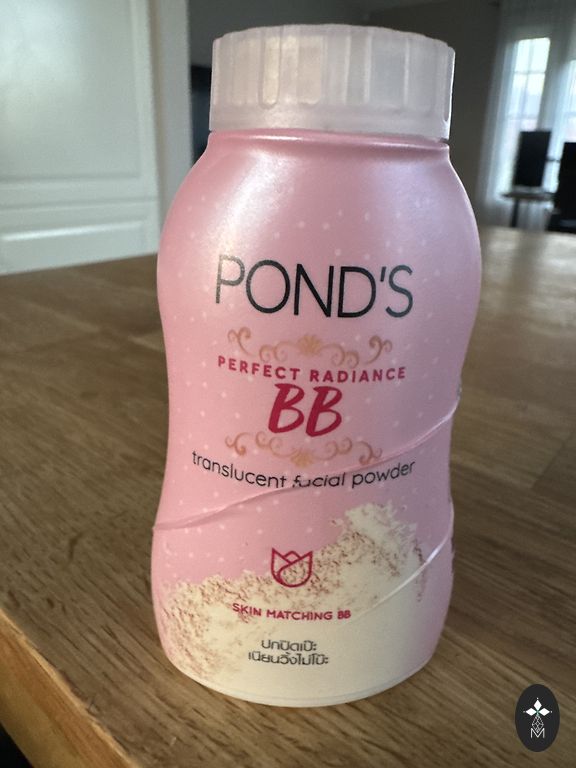 POND'S
PERFECT RADIANCE
BB
translucent facial powder
SKIN MATCHING BB
ปกปิดเป๊ะ
เนียนวิ้งไม่โป๊ะ
M